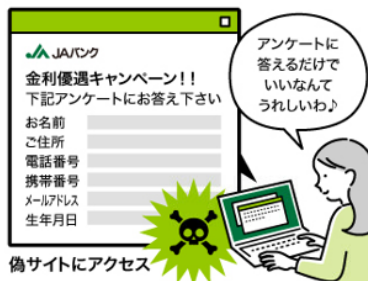 JAバンク
金利優遇キャンペーン!!
下記アンケートにお答え下さい
お名前
ご住所
電話番号
携帯番号
メールアドレス
生年月日
偽サイトにアクセス
アンケートに
答えるだけで
いいなんて
うれしいわ♪